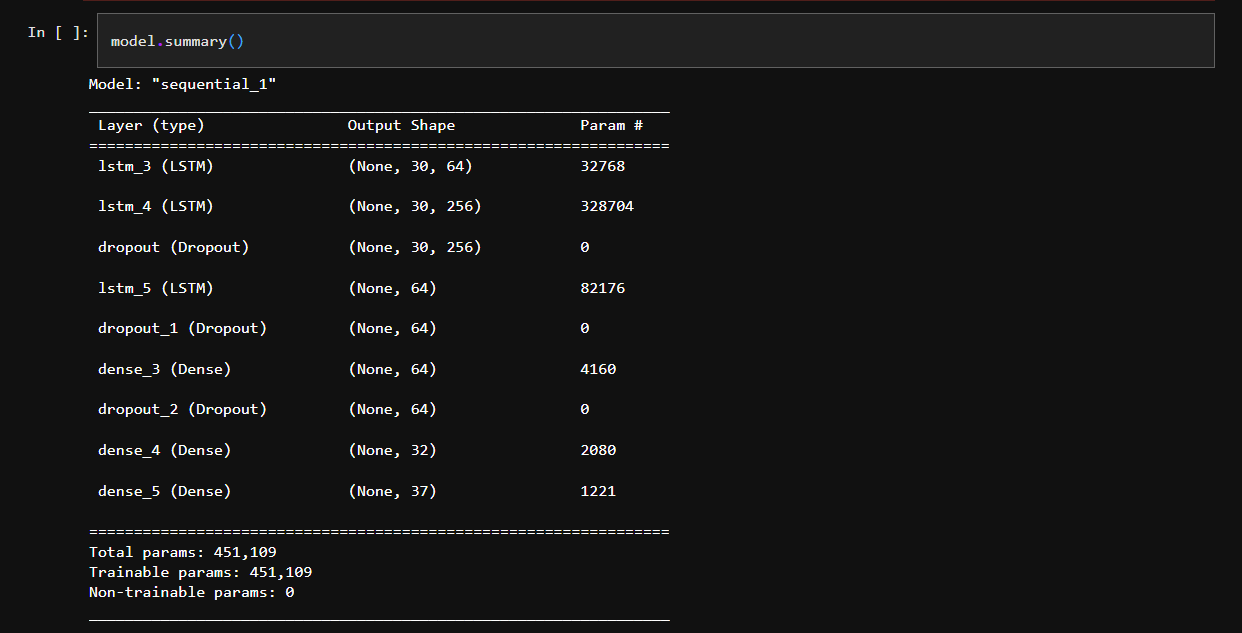 In [ ]:
model.summary()
Model: "sequential_1"
_________________________________________________________________
Layer (type) Output Shape Param #
=================================================================
lstm_3 (LSTM) (None, 30, 64) 32768
lstm_4 (LSTM) (None, 30, 256) 328704
dropout (Dropout) (None, 30, 256) 0
lstm_5 (LSTM) (None, 64) 82176
dropout_1 (Dropout) (None, 64) 0
dense_3 (Dense) (None, 64) 4160
dropout_2 (Dropout) (None, 64) 0
dense_4 (Dense) (None, 32) 2080
dense_5 (Dense) (None, 37) 1221
=================================================================
Total params: 451,109
Trainable params: 451,109
Non-trainable params: 0
_________________________________________________________________